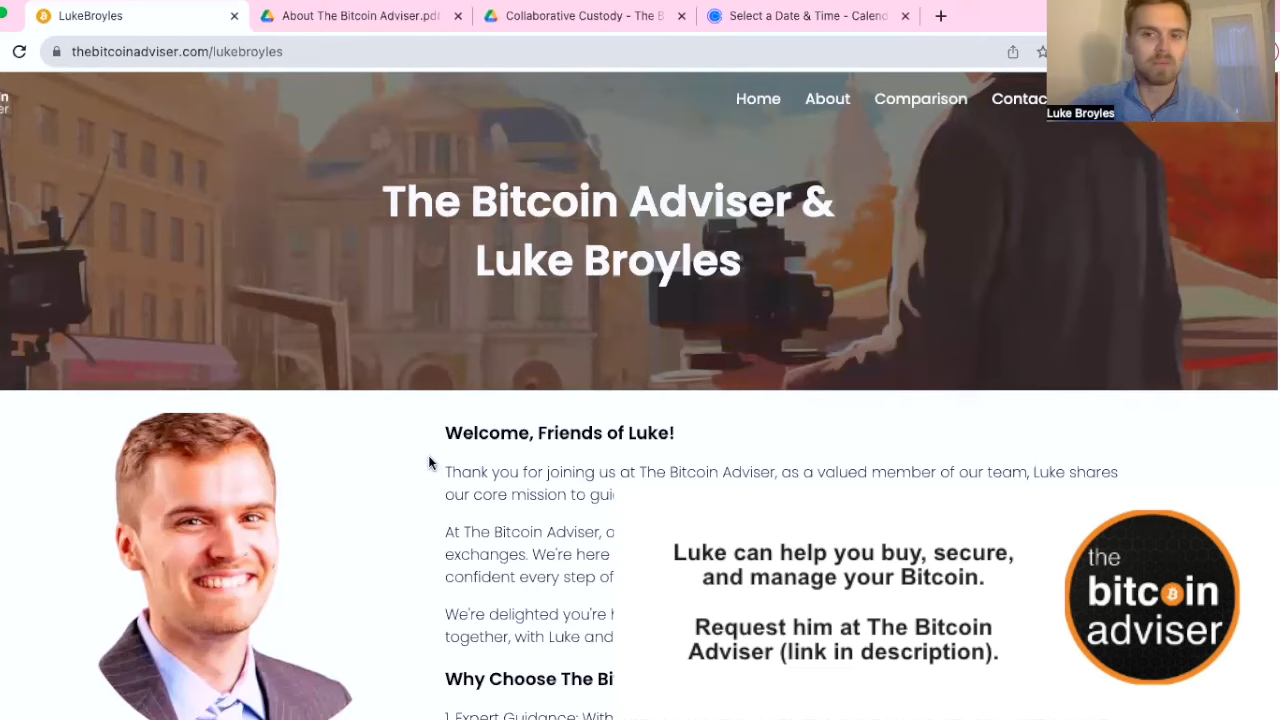 LukeBroyles
About The Bitcoin Adviser.pdf
Collaborative Custody - The B
Select a Date & Time - Calend
thebitcoinadviser.com/lukebroyles
Home About Comparison Contac
Luke Broyles
The Bitcoin Adviser &
Luke Broyles
Welcome, Friends of Luke!
Thank you for joining us at The Bitcoin Adviser, as a valued member of our team, Luke shares
our core mission to gui
At The Bitcoin Adviser, o
exchanges. We're here
confident every step of
We're delighted you're h
together, with Luke and
Why Choose The Bi
1. Expert Guidance: With
Luke can help you buy, secure,
and manage your Bitcoin.
Request him at The Bitcoin
Adviser (link in description).
the
bitcoin
adviser